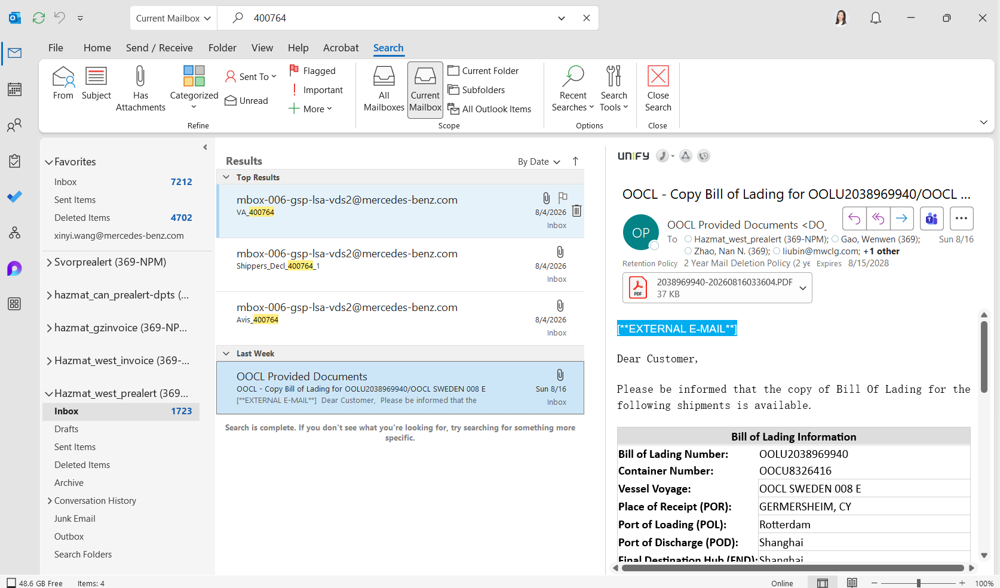 Current Mailbox
400764
File Home Send / Receive Folder View Help Acrobat Search
From
Subject
Has Attachments
Categorized
Sent To
Unread
Flagged
Important
More
Refine
All Mailboxes
Current Mailbox
Current Folder
Subfolders
All Outlook Items
Scope
Recent Searches
Search Tools
Options
Close Search
Close
Favorites
Inbox 7212
Sent Items
Deleted Items 4702
xinyi.wang@mercedes-benz.com
Svorprealert (369-NPM)
hazmat_can_prealert-dpts (...
hazmat_gzinvoice (369-NP...
Hazmat_west_invoice (369-...
Hazmat_west_prealert (369...
Inbox 1723
Drafts
Sent Items
Deleted Items
Archive
Conversation History
Junk Email
Outbox
Search Folders
Results
By Date
Top Results
mbox-006-gsp-lsa-vds2@mercedes-benz.com
VA_400764 8/4/2026
Inbox
mbox-006-gsp-lsa-vds2@mercedes-benz.com
Shippers_Decl_400764_1 8/4/2026
Inbox
mbox-006-gsp-lsa-vds2@mercedes-benz.com
Avis_400764 8/4/2026
Inbox
Last Week
OOCL Provided Documents
OOCL - Copy Bill of Lading for OOLU2038969940/OOCL SWEDEN 008 E Sun 8/16
[**EXTERNAL E-MAIL**] Dear Customer, Please be informed that the
Inbox
Search is complete. If you don't see what you're looking for, try searching for something more
specific.
UNIFY
OOCL - Copy Bill of Lading for OOLU2038969940/OOCL ...
OP
OOCL Provided Documents <DO_
To Hazmat_west_prealert (369-NPM); Gao, Wenwen (369); Sun 8/16
Zhao, Nan N. (369); liubin@mwclg.com; +1 other
Retention Policy 2 Year Mail Deletion Policy (2 ye Expires 8/15/2028
PDF
2038969940-20260816033604.PDF
37 KB
[**EXTERNAL E-MAIL**]
Dear Customer,
Please be informed that the copy of Bill Of Lading for the
following shipments is available.
Bill of Lading Information
Bill of Lading Number: OOLU2038969940
Container Number: OOCU8326416
Vessel Voyage: OOCL SWEDEN 008 E
Place of Receipt (POR): GERMERSHEIM, CY
Port of Loading (POL): Rotterdam
Port of Discharge (POD): Shanghai
Final Destination Hub (FND): Shanghai
48.6 GB Free Items: 4
Online 100%